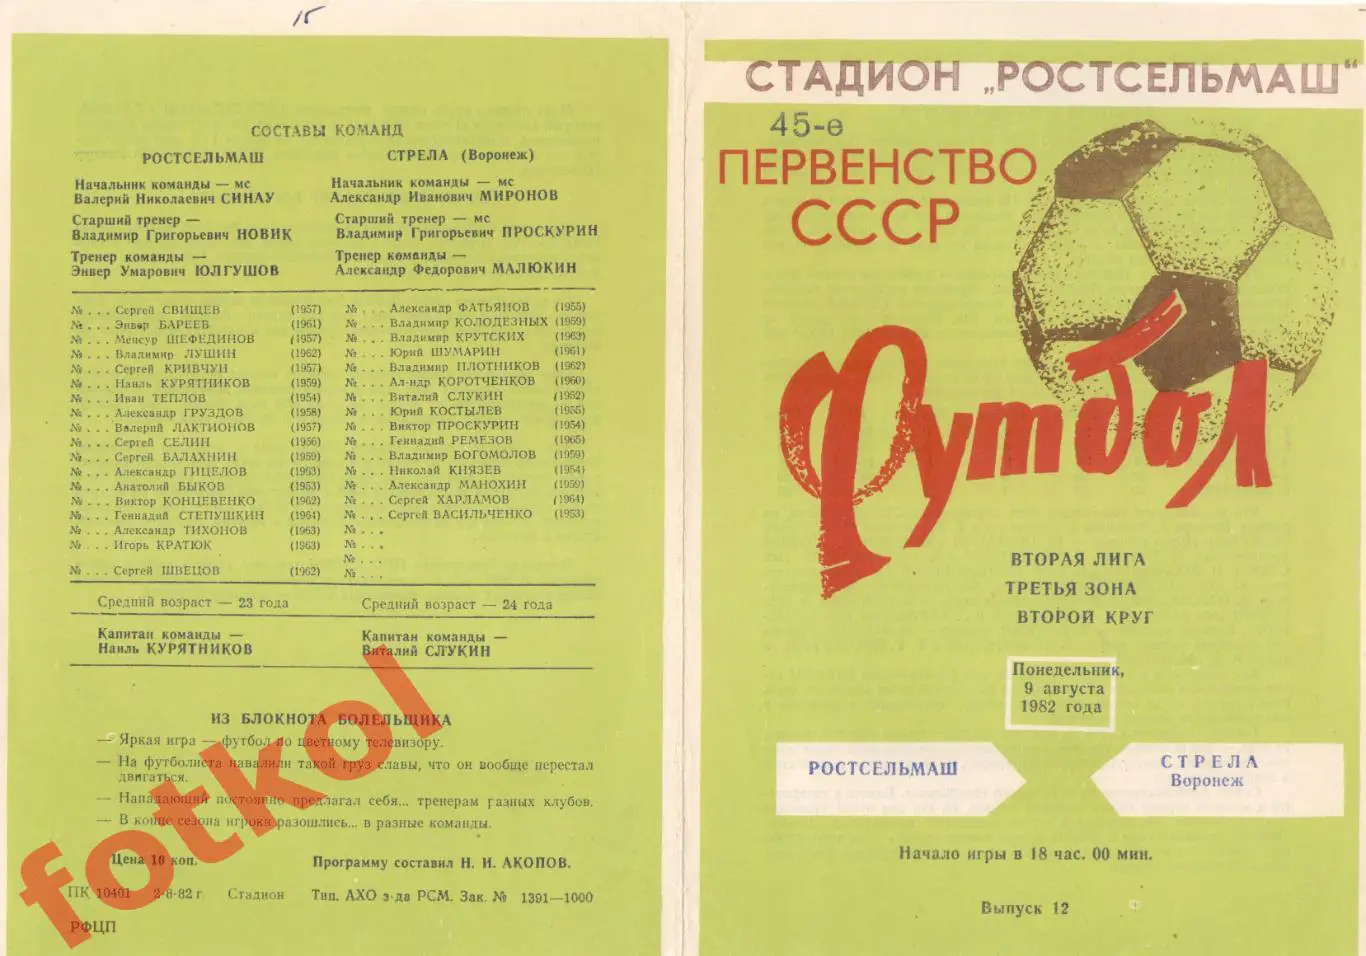 15
СОСТАВЫ КОМАНД
РОСТСЕЛЬМАШ
Начальник команды — мс
Валерий Николаевич СИНАУ
Старший тренер —
Владимир Григорьевич НОВИК
Тренер команды —
Энвер Умарович ЮЛГУШОВ
СТРЕЛА (Воронеж)
Начальник команды — мс
Александр Иванович МИРОНОВ
Старший тренер — мс
Владимир Григорьевич ПРОСКУРИН
Тренер команды —
Александр Федорович МАЛЮКИН
№ . . . Сергей СВИЩЕВ (1957)
№ . . . Энвер БАРЕЕВ (1961)
№ . . . Менсур ШЕФЕДИНОВ (1957)
№ . . . Владимир ЛУШИН (1962)
№ . . . Сергей КРИВЧУН (1957)
№ . . . Наиль КУРЯТНИКОВ (1959)
№ . . . Иван ТЕПЛОВ (1954)
№ . . . Александр ГРУЗДОВ (1958)
№ . . . Валерий ЛАКТИОНОВ (1957)
№ . . . Сергей СЕЛИН (1956)
№ . . . Сергей БАЛАХНИН (1959)
№ . . . Александр ГИЦЕЛОВ (1963)
№ . . . Анатолий БЫКОВ (1953)
№ . . . Виктор КОНЦЕВЕНКО (1962)
№ . . . Геннадий СТЕПУШКИН (1964)
№ . . . Александр ТИХОНОВ (1963)
№ . . . Игорь КРАТЮК (1963)
№ . . . Сергей ШВЕЦОВ (1962)
№ . . . Александр ФАТЬЯНОВ (1955)
№ . . . Владимир КОЛОДЕЗНЫХ (1959)
№ . . . Владимир КРУТСКИХ (1963)
№ . . . Юрий ШУМАРИН (1961)
№ . . . Владимир ПЛОТНИКОВ (1962)
№ . . . Ал-ндр КОРОТЧЕНКОВ (1960)
№ . . . Виталий СЛУКИН (1952)
№ . . . Юрий КОСТЫЛЕВ (1955)
№ . . . Виктор ПРОСКУРИН (1954)
№ . . . Геннадий РЕМЕЗОВ (1965)
№ . . . Владимир БОГОМОЛОВ (1959)
№ . . . Николай КНЯЗЕВ (1954)
№ . . . Александр МАНОХИН (1959)
№ . . . Сергей ХАРЛАМОВ (1964)
№ . . . Сергей ВАСИЛЬЧЕНКО (1953)
№ . . .
№ . . .
№ . . .
№ . . .
Средний возраст — 23 года
Средний возраст — 24 года
Капитан команды —
Наиль КУРЯТНИКОВ
Капитан команды —
Виталий СЛУКИН
ИЗ БЛОКНОТА БОЛЕЛЬЩИКА
— Яркая игра — футбол по цветному телевизору.
— На футболиста навалили такой груз славы, что он вообще перестал
двигаться.
— Нападающий постоянно предлагал себя... тренерам разных клубов.
— В конце сезона игроки разошлись... в разные команды.
Цена 10 коп. Программу составил Н. И. АКОПОВ.
ПК 10401 2-8-82 г. Стадион Тип. АХО з-да РСМ. Зак. № 1391—1000
РФЦП
fotkol
СТАДИОН „РОСТСЕЛЬМАШ“
45-е
ПЕРВЕНСТВО
СССР
Футбол
ВТОРАЯ ЛИГА
ТРЕТЬЯ ЗОНА
ВТОРОЙ КРУГ
Понедельник,
9 августа
1982 года
РОСТСЕЛЬМАШ
СТРЕЛА
Воронеж
Начало игры в 18 час. 00 мин.
Выпуск 12